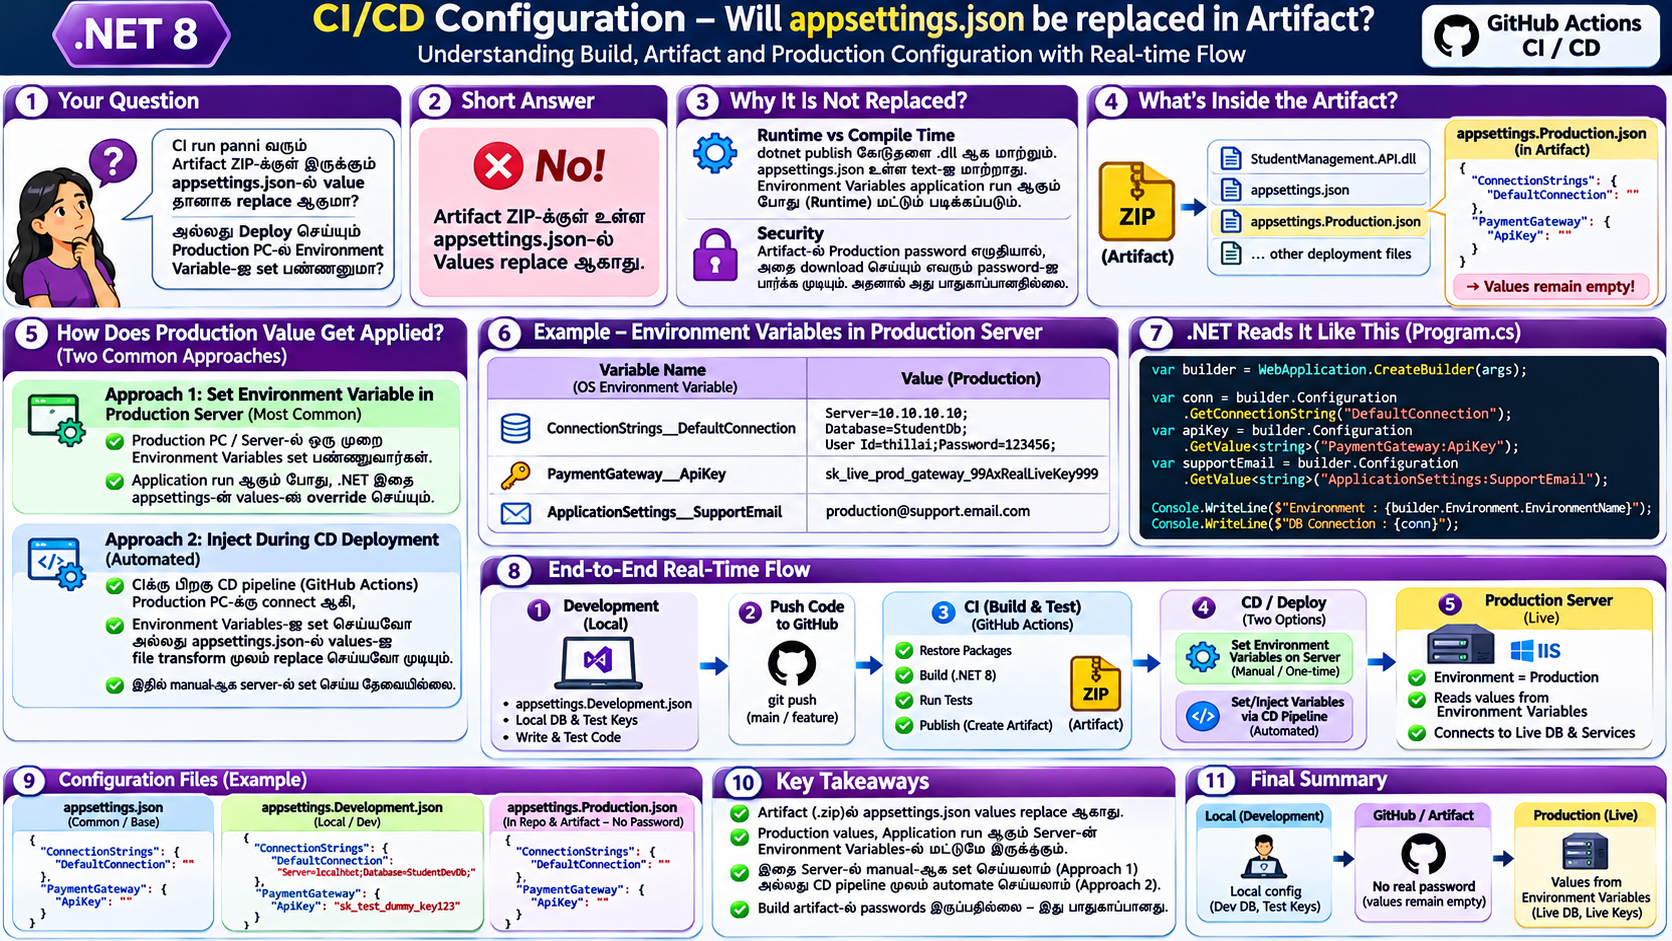 .NET 8
CI/CD Configuration – Will appsettings.json be replaced in Artifact?
Understanding Build, Artifact and Production Configuration with Real-time Flow
GitHub Actions
CI / CD
1 Your Question
?
CI run panni வரும்
Artifact ZIP-க்குள் இருக்கும்
appsettings.json-ல் value
தானாக replace ஆகுமா?
அல்லது Deploy செய்யும்
Production PC-ல் Environment
Variable-ஐ set பண்ணனுமா?
2 Short Answer
No!
Artifact ZIP-க்குள் உள்ள
appsettings.json-ல்
Values replace ஆகாது.
3 Why It Is Not Replaced?
Runtime vs Compile Time
dotnet publish கோடுதளை .dll ஆக மாற்றும்.
appsettings.json உள்ள text-ஐ மாற்றாது.
Environment Variables application run ஆகும்
போது (Runtime) மட்டும் படிக்கப்படும்.
Security
Artifact-ல் Production password எழுதியால்,
அதை download செய்யும் எவரும் password-ஐ
பார்க்க முடியும். அதனால் அது பாதுகாப்பானதில்லை.
4 What's Inside the Artifact?
ZIP
(Artifact)
StudentManagement.API.dll
appsettings.json
appsettings.Production.json
... other deployment files
appsettings.Production.json
(in Artifact)
{
"ConnectionStrings": {
"DefaultConnection": ""
},
"PaymentGateway": {
"ApiKey": ""
}
}
→ Values remain empty!
5 How Does Production Value Get Applied?
(Two Common Approaches)
Approach 1: Set Environment Variable in
Production Server (Most Common)
Production PC / Server-ல் ஒரு முறை
Environment Variables set பண்ணுவார்கள்.
Application run ஆகும் போது, .NET இதை
appsettings-ன் values-ண் override செய்யும்.
Approach 2: Inject During CD Deployment
(Automated)
CIக்ரு பிறகு CD pipeline (GitHub Actions)
Production PC-க்ரு connect ஆகி,
Environment Variables-ஐ set செய்யவோ
அல்லது appsettings.json-ல் values-ஐ
file transform மூலம் replace செய்யவோ முடியும்.
இதில் manual-ஆக server-ல் set செய்ய தேவையில்லை.
6 Example – Environment Variables in Production Server
Variable Name
(OS Environment Variable)
Value (Production)
ConnectionStrings__DefaultConnection
Server=10.10.10.10;
Database=StudentDb;
User Id=thillai;Password=123456;
PaymentGateway__ApiKey
sk_live_prod_gateway_99AxRealLiveKey999
ApplicationSettings__SupportEmail
production@support.email.com
7 .NET Reads It Like This (Program.cs)
var builder = WebApplication.CreateBuilder(args);
var conn = builder.Configuration
.GetConnectionString("DefaultConnection");
var apiKey = builder.Configuration
.GetValue<string>("PaymentGateway:ApiKey");
var supportEmail = builder.Configuration
.GetValue<string>("ApplicationSettings:SupportEmail");
Console.WriteLine($"Environment : {builder.Environment.EnvironmentName}");
Console.WriteLine($"DB Connection : {conn}");
8 End-to-End Real-Time Flow
1 Development
(Local)
• appsettings.Development.json
• Local DB & Test Keys
• Write & Test Code
2 Push Code
to GitHub
git push
(main / feature)
3 CI (Build & Test)
(GitHub Actions)
Restore Packages
Build (.NET 8)
Run Tests
Publish (Create Artifact)
ZIP
(Artifact)
4 CD / Deploy
(Two Options)
Set Environment
Variables on Server
(Manual / One-time)
Set/Inject Variables
via CD Pipeline
(Automated)
5 Production Server
(Live)
IIS
Environment = Production
Reads values from
Environment Variables
Connects to Live DB & Services
9 Configuration Files (Example)
appsettings.json
(Common / Base)
{
"ConnectionStrings": {
"DefaultConnection": ""
},
"PaymentGateway": {
"ApiKey": ""
}
}
appsettings.Development.json
(Local / Dev)
{
"ConnectionStrings": {
"DefaultConnection":
"Server=lccalhbct;Database=StudentDevDb;"
},
"PaymentGateway": {
"ApiKey": "sk_test_dummy_key123"
}
}
appsettings.Production.json
(In Repo & Artifact – No Password)
{
"ConnectionStrings": {
"DefaultConnection": ""
},
"PaymentGateway": {
"ApiKey": ""
}
}
10 Key Takeaways
Artifact (.zip)ல் appsettings.json values replace ஆகாது.
Production values, Application run ஆகும் Server-ன்
Environment Variables-ல் மட்டுமே இருக்கும்.
இதை Server-ல் manual-ஆக set செய்யலாம் (Approach 1)
அல்லது CD pipeline மூலம் automate செய்யலாம் (Approach 2).
Build artifact-ல் passwords இருப்பதில்லை – இது பாதுகாப்பானது.
11 Final Summary
Local (Development)
Local config
(Dev DB, Test Keys)
GitHub / Artifact
No real password
(values remain empty)
Production (Live)
Values from
Environment Variables
(Live DB, Live Keys)